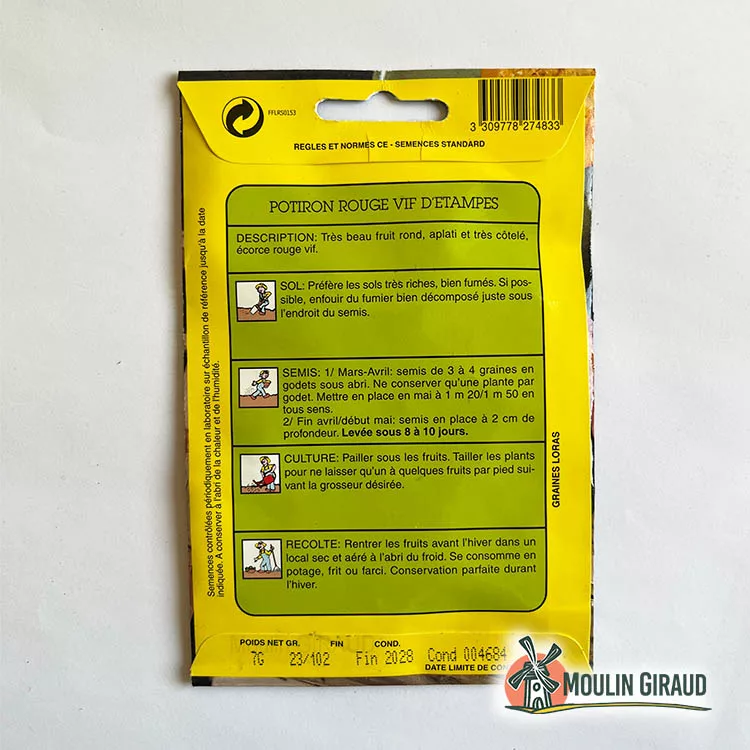 FFLRS0153
3 309778 274833
REGLES ET NORMES CE - SEMENCES STANDARD
POTIRON ROUGE VIF D'ETAMPES
DESCRIPTION: Très beau fruit rond, aplati et très côtelé,
écorce rouge vif.
SOL: Préfère les sols très riches, bien fumés. Si pos-
sible, enfouir du fumier bien décomposé juste sous
l'endroit du semis.
SEMIS: 1/ Mars-Avril: semis de 3 à 4 graines en
godets sous abri. Ne conserver qu'une plante par
godet. Mettre en place en mai à 1 m 20/1 m 50 en
tous sens.
2/ Fin avril/début mai: semis en place à 2 cm de
profondeur. Levée sous 8 à 10 jours.
CULTURE: Pailler sous les fruits. Tailler les plants
pour ne laisser qu'un à quelques fruits par pied sui-
vant la grosseur désirée.
RECOLTE: Rentrer les fruits avant l'hiver dans un
local sec et aéré à l'abri du froid. Se consomme en
potage, frit ou farci. Conservation parfaite durant
l'hiver.
Semences contrôlées périodiquement en laboratoire sur échantillon de référence jusqu'à la date
indiquée. A conserver à l'abri de la chaleur et de l'humidité.
GRAINES LORAS
POIDS NET GR. FIN COND.
7G 23/102 Fin 2028 Cond 004684
DATE LIMITE DE
MOULIN GIRAUD